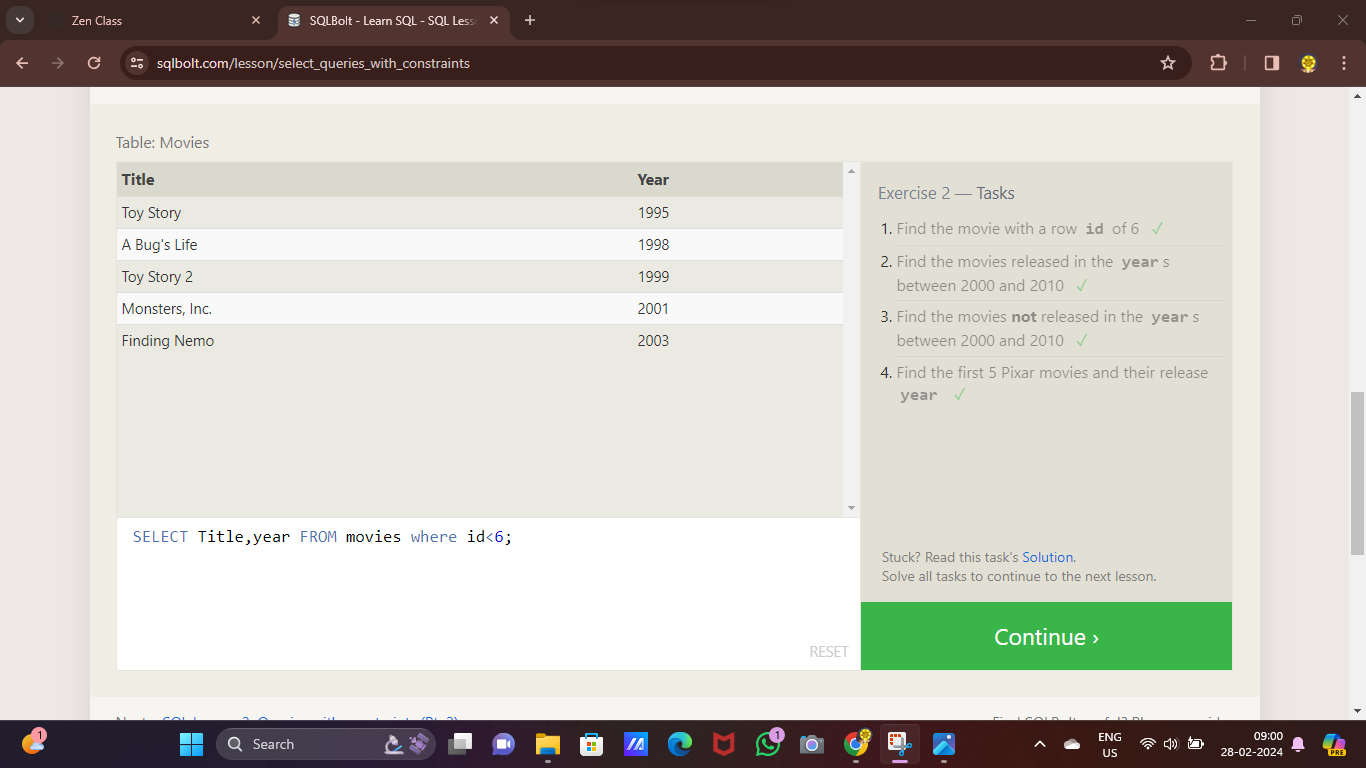 Zen Class
SQLBolt - Learn SQL - SQL Less
sqlbolt.com/lesson/select_queries_with_constraints
Table: Movies
Title Year
Toy Story 1995
A Bug's Life 1998
Toy Story 2 1999
Monsters, Inc. 2001
Finding Nemo 2003
SELECT Title,year FROM movies where id<6;
RESET
Exercise 2 — Tasks
1. Find the movie with a row id of 6 ✓
2. Find the movies released in the year s
between 2000 and 2010 ✓
3. Find the movies not released in the year s
between 2000 and 2010 ✓
4. Find the first 5 Pixar movies and their release
year ✓
Stuck? Read this task's Solution.
Solve all tasks to continue to the next lesson.
Continue ›
1
Search
1
ENG
US
09:00
28-02-2024
PRE